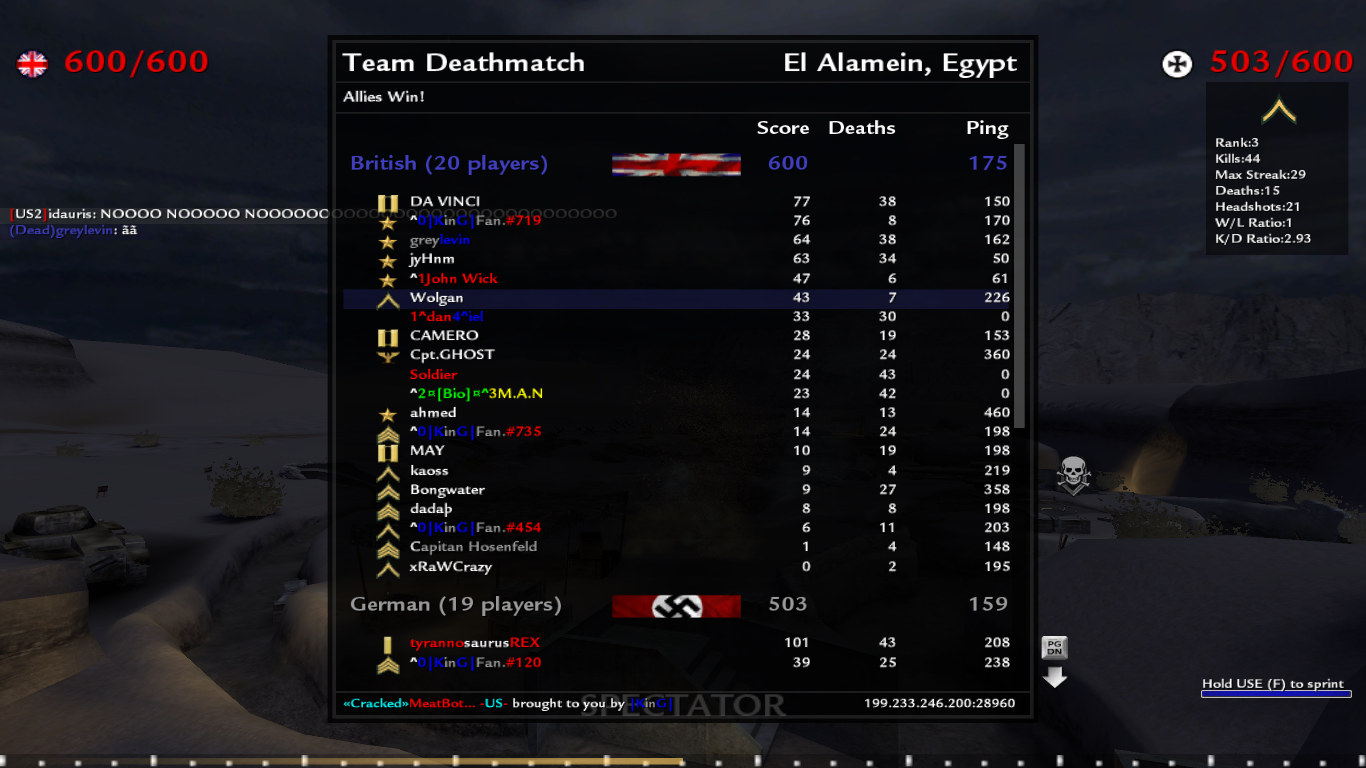 600/600
Team Deathmatch El Alamein, Egypt
503/600
Allies Win!
Score Deaths Ping
Rank:3
Kills:44
Max Streak:29
Deaths:15
Headshots:21
W/L Ratio:1
K/D Ratio:2.93
British (20 players) 600 175
DA VINCI 77 38 150
[US2]idauris: NOOOO NOOOOO NOOOOOCOOOOOOOOOOOOOOOOOOOOOOO
^0|KinG|Fan.#719 76 8 170
(Dead)greylevin: āã
greylevin 64 38 162
jyHnm 63 34 50
^1John Wick 47 6 61
Wolgan 43 7 226
1^dan4^iel 33 30 0
CAMERO 28 19 153
Cpt.GHOST 24 24 360
Soldier 24 43 0
^2¤[Bio]¤^3M.A.N 23 42 0
ahmed 14 13 460
^0|KinG|Fan.#735 14 24 198
MAY 10 19 198
kaoss 9 4 219
Bongwater 9 27 358
dadaþ 8 8 198
^0|KinG|Fan.#454 6 11 203
Capitan Hosenfeld 1 4 148
xRaWCrazy 0 2 195
German (19 players) 503 159
tyrannosaurusREX 101 43 208
^0|KinG|Fan.#120 39 25 238
PG
DN
Hold USE (F) to sprint
«Cracked»MeatBot... -US- brought to you by |KinG| 199.233.246.200:28960
SPECTATOR